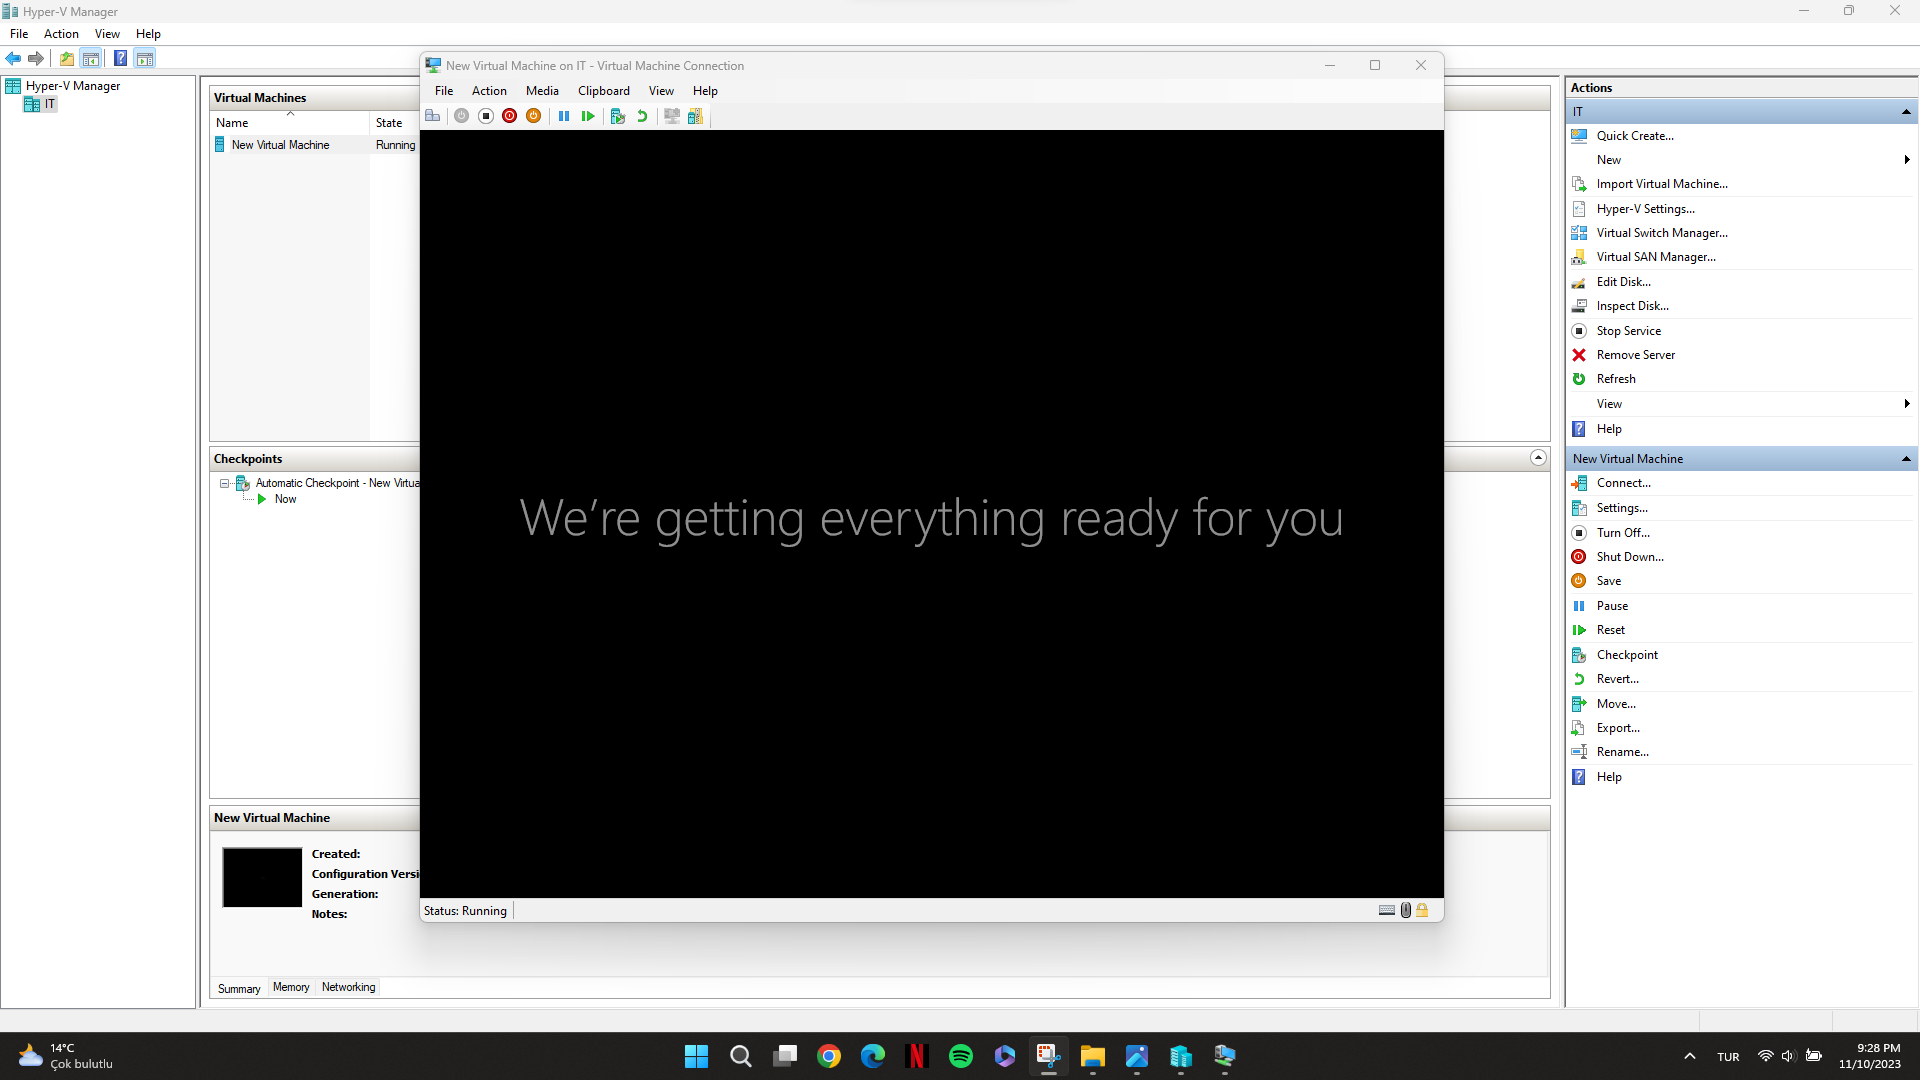 Hyper-V Manager
File Action View Help
Hyper-V Manager
IT
Virtual Machines
Name State
New Virtual Machine Running
Checkpoints
Automatic Checkpoint - New Virtua
Now
New Virtual Machine
Created:
Configuration Versi
Generation:
Notes:
Summary Memory Networking
New Virtual Machine on IT - Virtual Machine Connection
File Action Media Clipboard View Help
We're getting everything ready for you
Status: Running
Actions
IT
Quick Create...
New
Import Virtual Machine...
Hyper-V Settings...
Virtual Switch Manager...
Virtual SAN Manager...
Edit Disk...
Inspect Disk...
Stop Service
Remove Server
Refresh
View
Help
New Virtual Machine
Connect...
Settings...
Turn Off...
Shut Down...
Save
Pause
Reset
Checkpoint
Revert...
Move...
Export...
Rename...
Help
14°C
Çok bulutlu
TUR
9:28 PM
11/10/2023